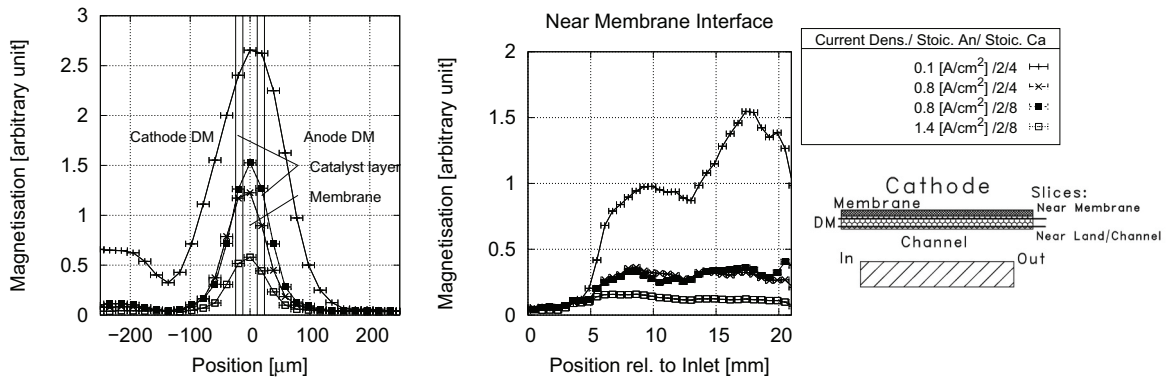 Magnetisation [arbitrary unit]
3
2.5
2
1.5
1
0.5
0
Cathode DM
Anode DM
Catalyst layer
Membrane
−200
−100
0
100
200
Position [μm]
Near Membrane Interface
Magnetisation [arbitrary unit]
2
1.5
1
0.5
0
0
5
10
15
20
Position rel. to Inlet [mm]
Current Dens./ Stoic. An/ Stoic. Ca
0.1 [A/cm²] /2/4
0.8 [A/cm²] /2/4
0.8 [A/cm²] /2/8
1.4 [A/cm²] /2/8
Cathode
Slices:
Membrane
Near Membrane
DM
Near Land/Channel
Channel
In
Out